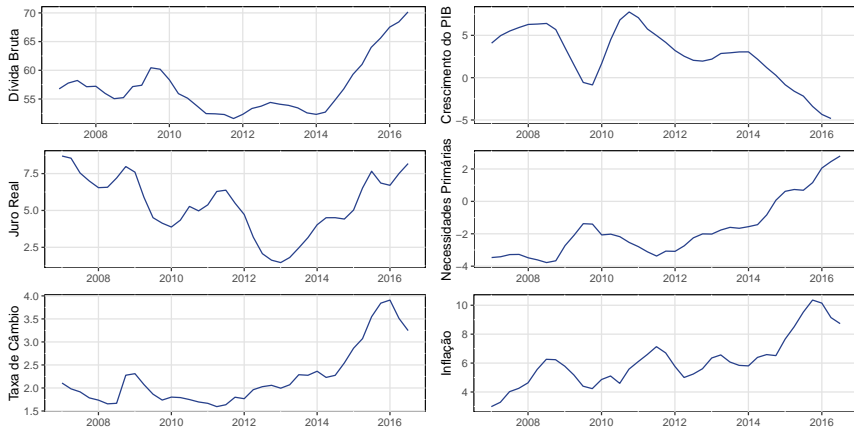 Dívida Bruta
70
65
60
55
2008 2010 2012 2014 2016
Crescimento do PIB
5
0
−5
2008 2010 2012 2014 2016
Juro Real
7.5
5.0
2.5
2008 2010 2012 2014 2016
Necessidades Primárias
2
0
−2
−4
2008 2010 2012 2014 2016
Taxa de Câmbio
4.0
3.5
3.0
2.5
2.0
1.5
2008 2010 2012 2014 2016
Inflação
10
8
6
4
2008 2010 2012 2014 2016